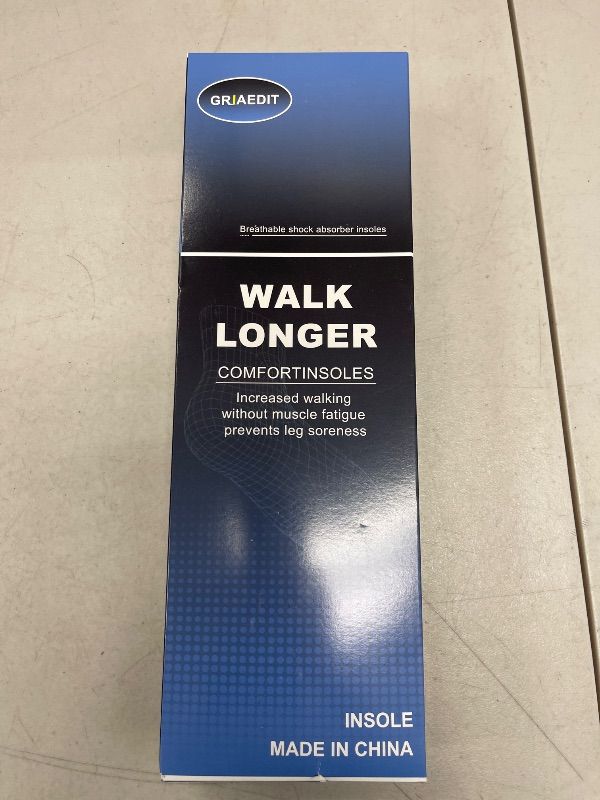 GRIAEDIT
Breathable shock absorber insoles
WALK
LONGER
COMFORTINSOLES
Increased walking
without muscle fatigue
prevents leg soreness
INSOLE
MADE IN CHINA